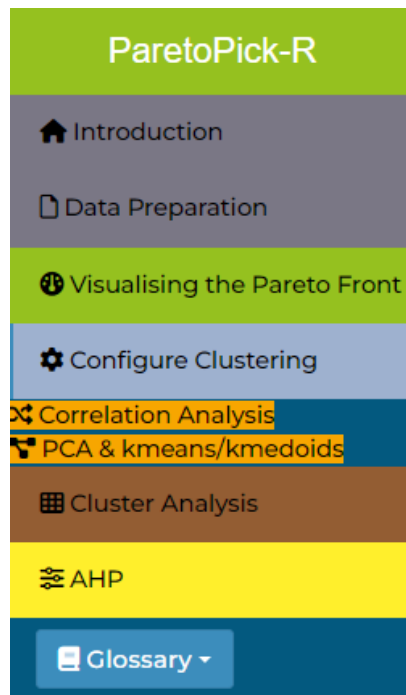 ParetoPick-R
Introduction
Data Preparation
Visualising the Pareto Front
Configure Clustering
Correlation Analysis
PCA & kmeans/kmedoids
Cluster Analysis
AHP
Glossary